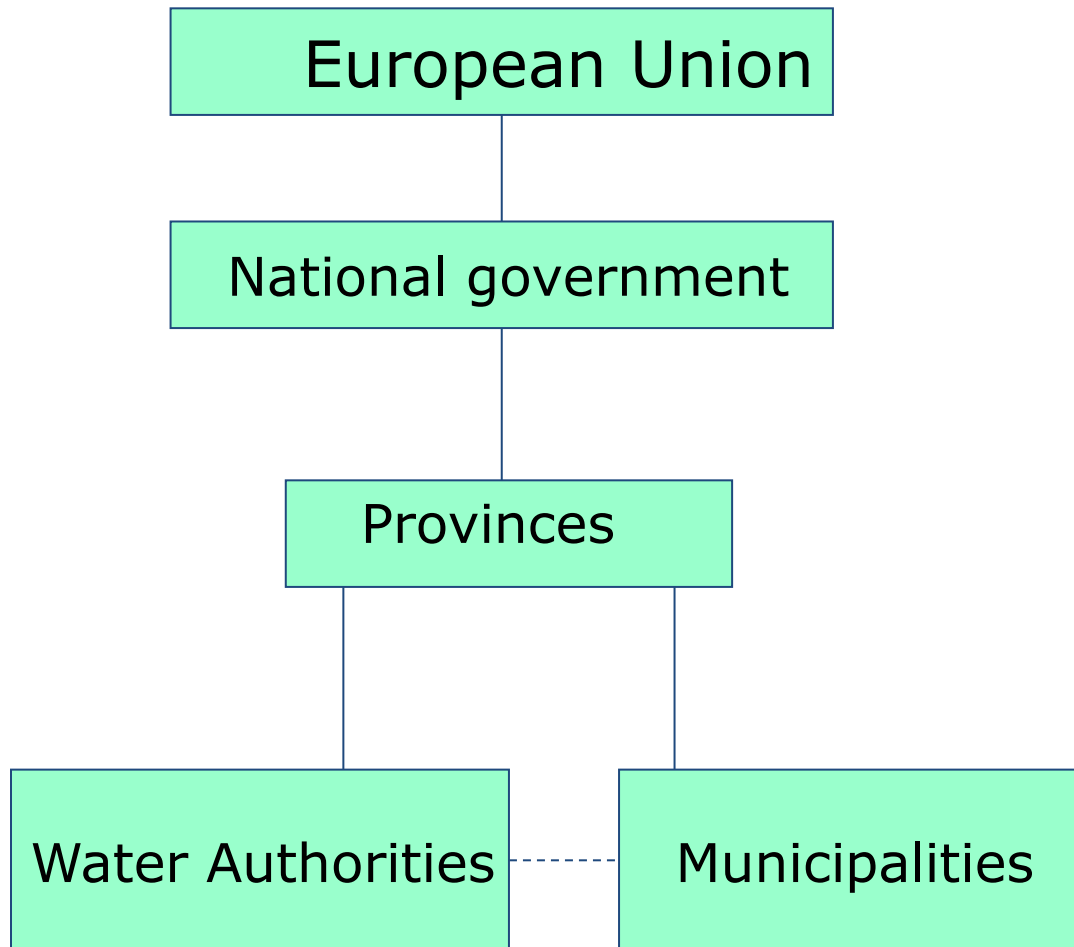 European Union
National government
Provinces
Water Authorities
Municipalities